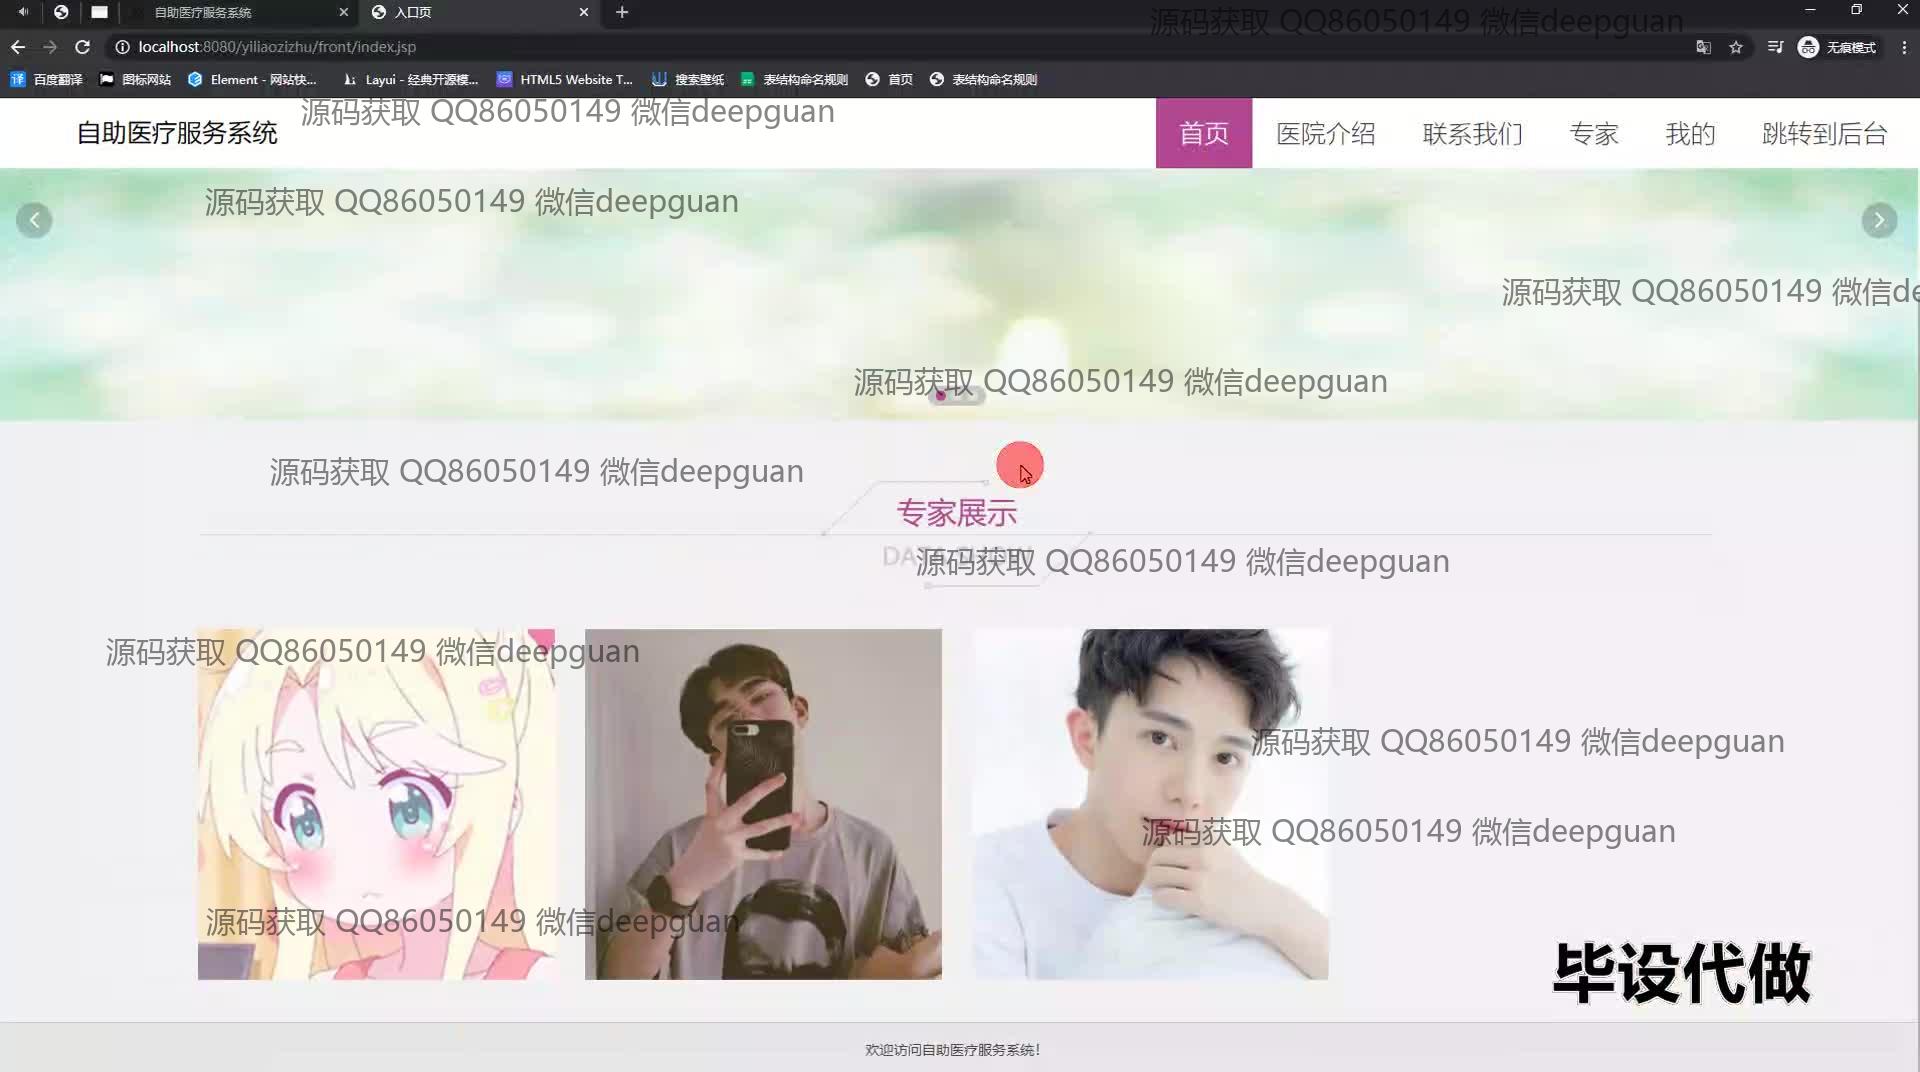 自助医疗服务系统
入口页
localhost:8080/yiliaozizhu/front/index.jsp
无痕模式
百度翻译
图标网站
Element - 网站快...
Layui - 经典开源模...
HTML5 Website T...
搜索壁纸
表结构命名规则
首页
表结构命名规则
源码获取 QQ86050149 微信deepguan
源码获取 QQ86050149 微信deepguan
自助医疗服务系统
首页
医院介绍
联系我们
专家
我的
跳转到后台
源码获取 QQ86050149 微信deepguan
源码获取 QQ86050149 微信de
源码获取 QQ86050149 微信deepguan
源码获取 QQ86050149 微信deepguan
专家展示
源码获取 QQ86050149 微信deepguan
源码获取 QQ86050149 微信deepguan
源码获取 QQ86050149 微信deepguan
源码获取 QQ86050149 微信deepguan
源码获取 QQ86050149 微信deepguan
毕设代做
欢迎访问自助医疗服务系统!